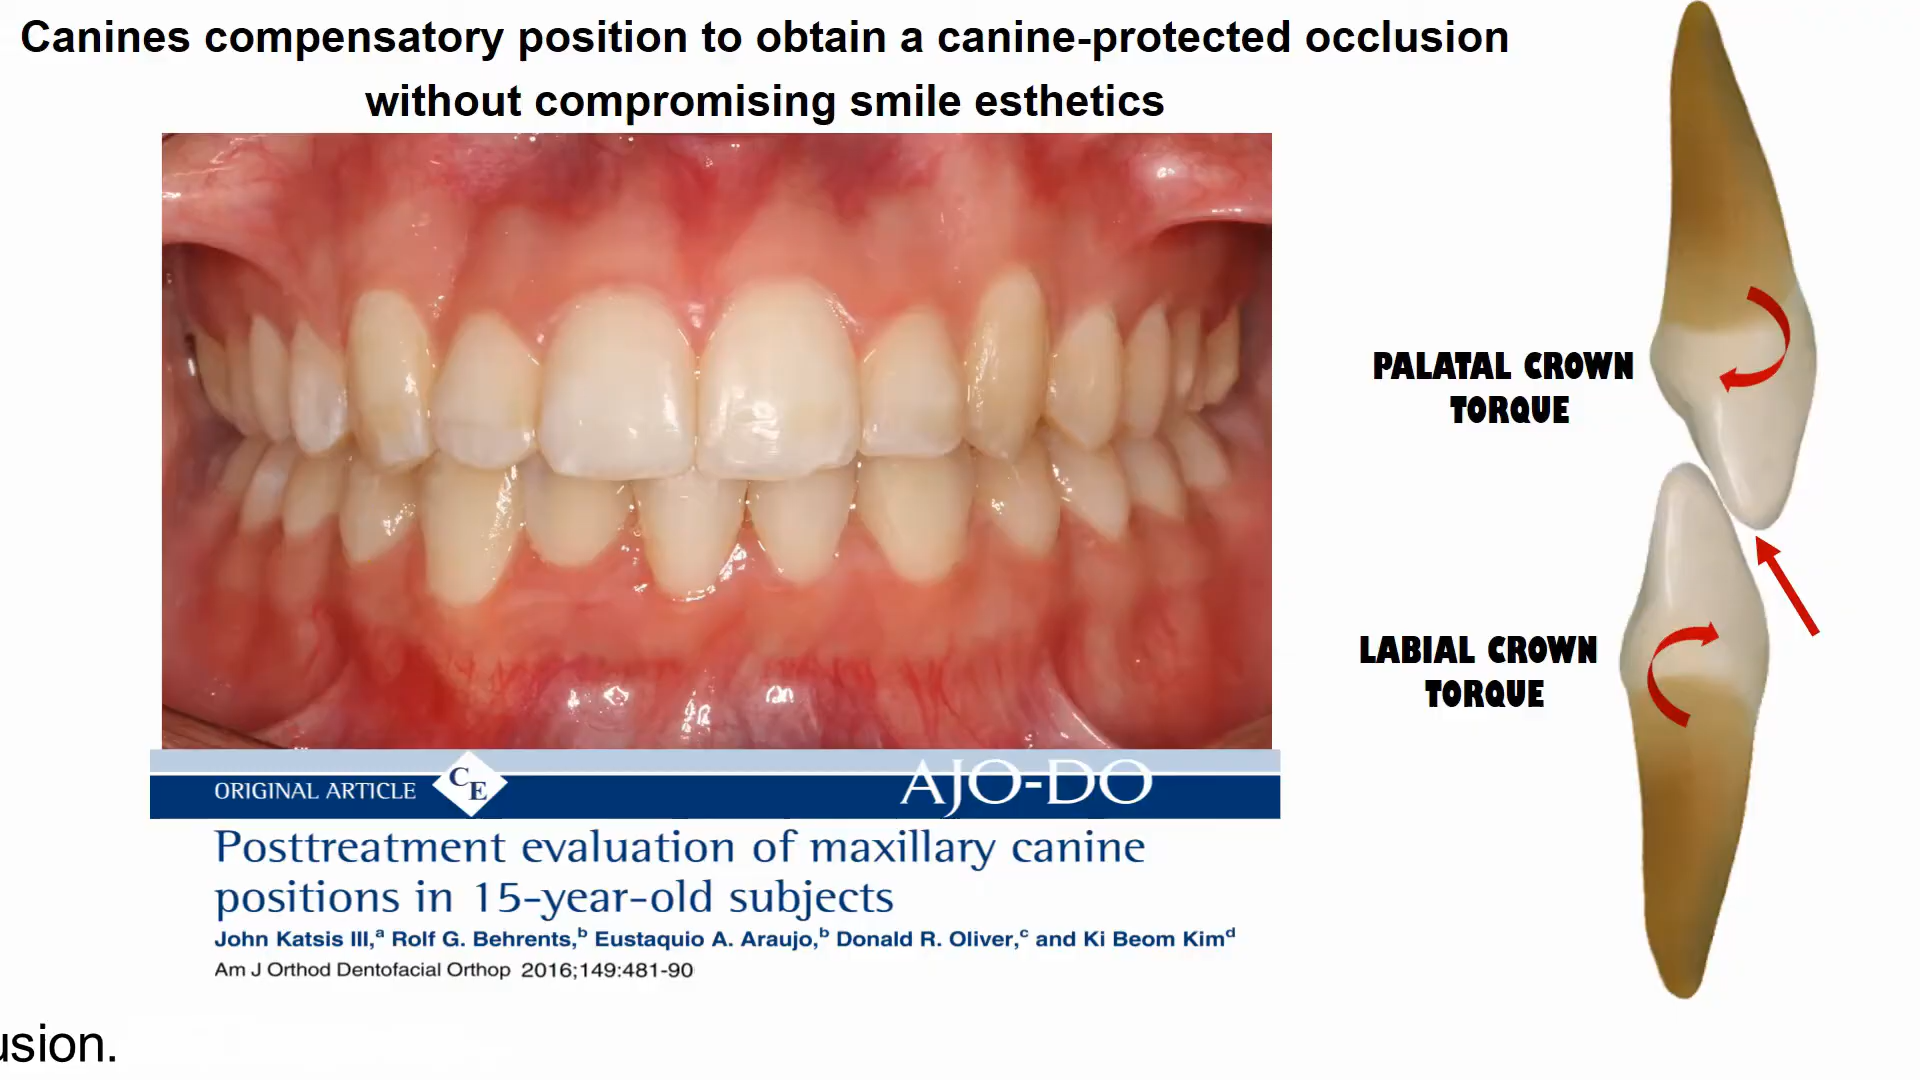 Canines compensatory position to obtain a canine-protected occlusion
without compromising smile esthetics
PALATAL CROWN
TORQUE
LABIAL CROWN
TORQUE
ORIGINAL ARTICLE
CE
AJO-DO
Posttreatment evaluation of maxillary canine
positions in 15-year-old subjects
John Katsis III,ᵃ Rolf G. Behrents,ᵇ Eustaquio A. Araujo,ᵇ Donald R. Oliver,ᶜ and Ki Beom Kimᵈ
Am J Orthod Dentofacial Orthop 2016;149:481-90
usion.